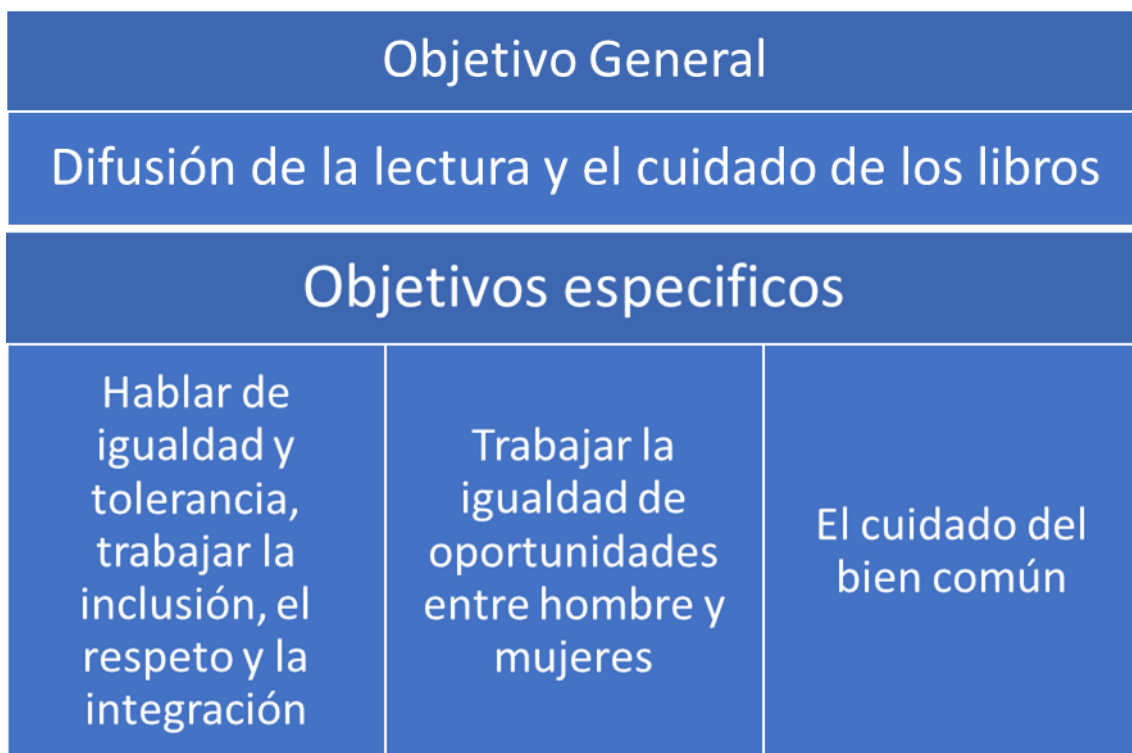 Objetivo General
Difusión de la lectura y el cuidado de los libros
Objetivos especificos
Hablar de
igualdad y
tolerancia,
trabajar la
inclusión, el
respeto y la
integración
Trabajar la
igualdad de
oportunidades
entre hombre y
mujeres
El cuidado del
bien común